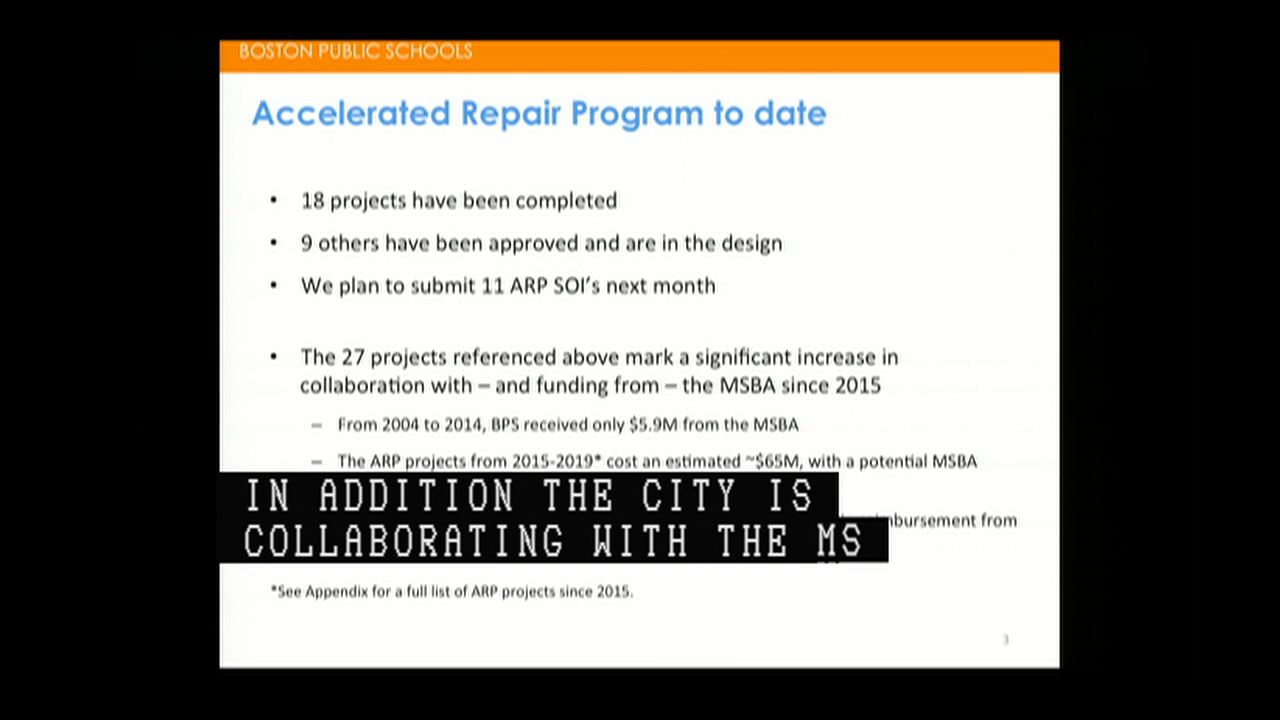 BOSTON PUBLIC SCHOOLS
Accelerated Repair Program to date
• 18 projects have been completed
• 9 others have been approved and are in the design
• We plan to submit 11 ARP SOI's next month
• The 27 projects referenced above mark a significant increase in
collaboration with – and funding from – the MSBA since 2015
– From 2004 to 2014, BPS received only $5.9M from the MSBA
– The ARP projects from 2015-2019* cost an estimated ~$65M, with a potential MSBA
IN ADDITION THE CITY IS
from
COLLABORATING WITH THE MS
*See Appendix for a full list of ARP projects since 2015.
3